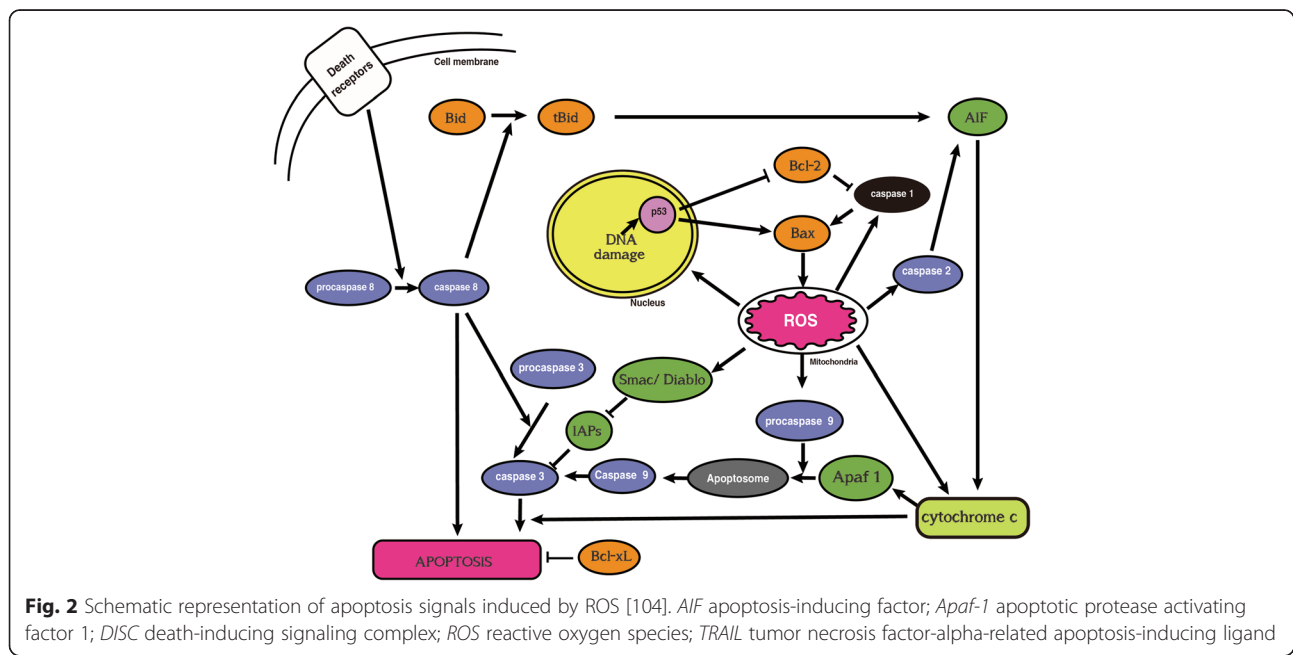 Death
receptors
Cell membrane
Bid
tBid
AIF
Bcl-2
caspase 1
p53
DNA
damage
Bax
caspase 2
procaspase 8
caspase 8
Nucleus
ROS
Mitochondria
procaspase 3
Smac/ Diablo
procaspase 9
IAPs
caspase 3
Caspase 9
Apoptosome
Apaf 1
cytochrome c
APOPTOSIS
Bcl-xL
Fig. 2 Schematic representation of apoptosis signals induced by ROS [104]. AIF apoptosis-inducing factor; Apaf-1 apoptotic protease activating
factor 1; DISC death-inducing signaling complex; ROS reactive oxygen species; TRAIL tumor necrosis factor-alpha-related apoptosis-inducing ligand